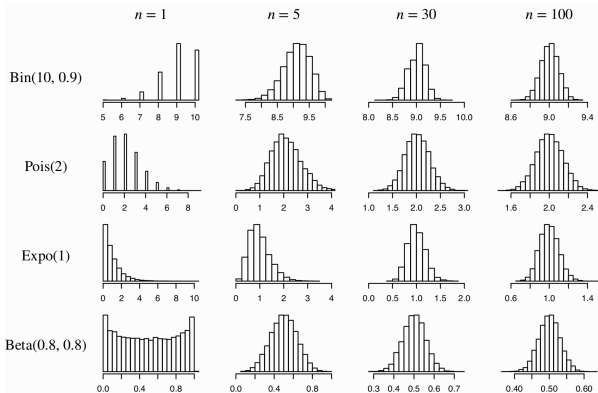 n = 1 n = 5 n = 30 n = 100
Bin(10, 0.9)
5 6 7 8 9 10 7.5 8.5 9.5 8.0 8.5 9.0 9.5 10.0 8.6 9.0 9.4
Pois(2)
0 2 4 6 8 0 1 2 3 4 1.0 1.5 2.0 2.5 3.0 1.6 2.0 2.4
Expo(1)
0 2 4 6 8 10 0 1 2 3 4 0.0 0.5 1.0 1.5 2.0 0.6 1.0 1.4
Beta(0.8, 0.8)
0.0 0.4 0.8 0.0 0.4 0.8 0.3 0.4 0.5 0.6 0.7 0.40 0.50 0.60